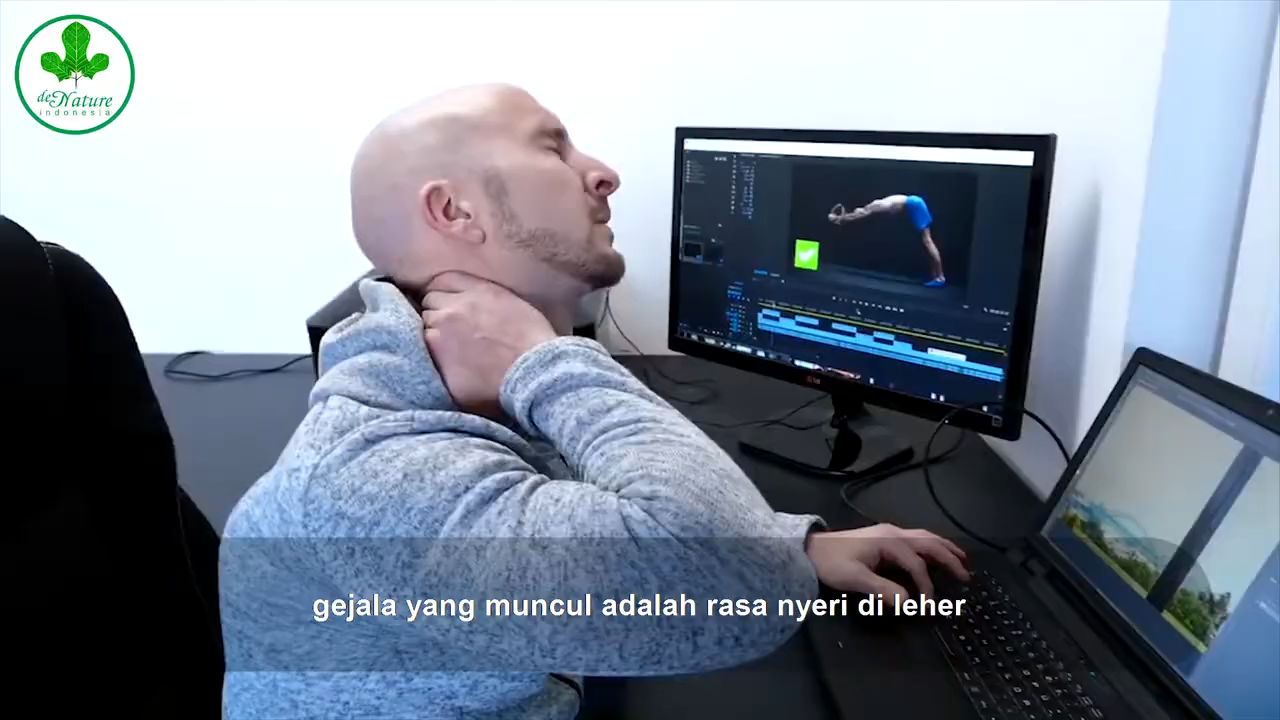 deNature
indonesia
gejala yang muncul adalah rasa nyeri di leher